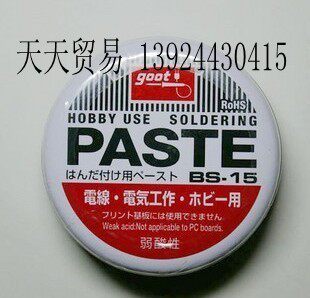 天天贸易 13924430415
goot
RoHS
HOBBY USE SOLDERING
PASTE
はんだ付け用ペースト BS-15
電線・電気工作・ホビー用
プリント基板には使用できません
Weak acid:Not applicable to PC boards.
弱酸性